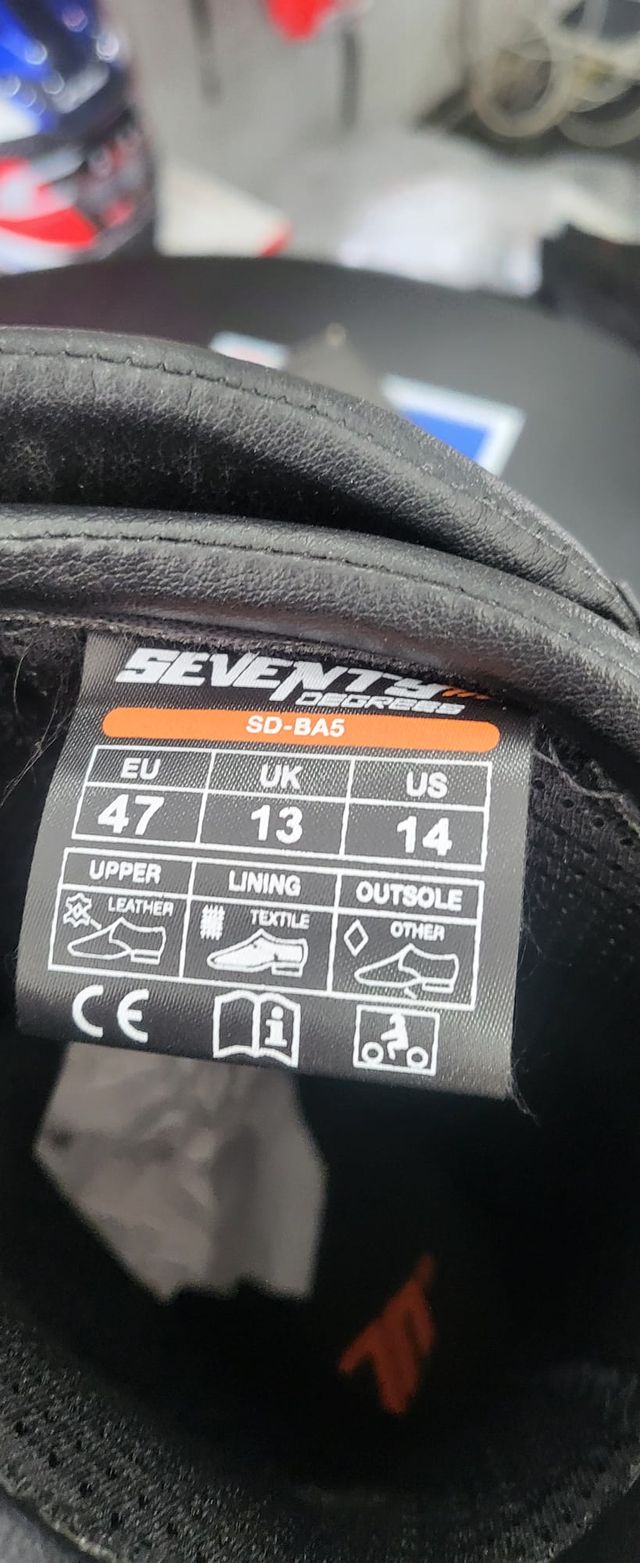 SEVENTY
DEGREES
SD-BA5
EU UK US
47 13 14
UPPER LINING OUTSOLE
LEATHER TEXTILE OTHER
CE
i